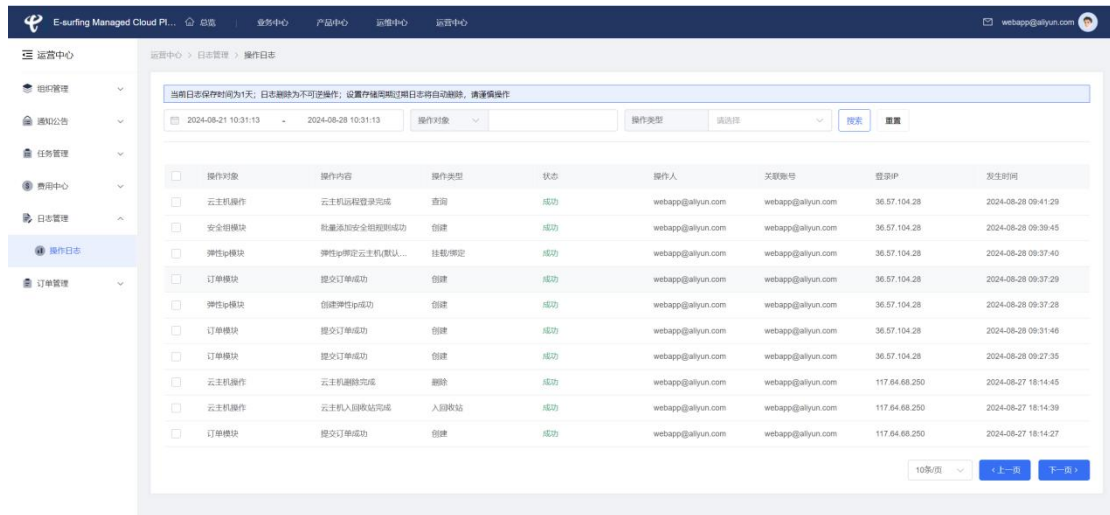 E-surfing Managed Cloud Pl... 总览 业务中心 产品中心 运维中心 运营中心 webapp@aliyun.com
运营中心
运营中心 > 日志管理 > 操作日志
组织管理
通知公告
任务管理
费用中心
日志管理
操作日志
订单管理
当前日志保存时间为1天；日志删除为不可逆操作；设置存储周期过期日志将自动删除，请谨慎操作
2024-08-21 10:31:13 - 2024-08-28 10:31:13 操作对象 操作类型 请选择 搜索 重置
操作对象 操作内容 操作类型 状态 操作人 关联账号 登录IP 发生时间
云主机操作 云主机远程登录完成 查询 成功 webapp@aliyun.com webapp@aliyun.com 36.57.104.28 2024-08-28 09:41:29
安全组模块 批量添加安全组规则成功 创建 成功 webapp@aliyun.com webapp@aliyun.com 36.57.104.28 2024-08-28 09:39:45
弹性ip模块 弹性ip绑定云主机(默认... 挂载/绑定 成功 webapp@aliyun.com webapp@aliyun.com 36.57.104.28 2024-08-28 09:37:40
订单模块 提交订单成功 创建 成功 webapp@aliyun.com webapp@aliyun.com 36.57.104.28 2024-08-28 09:37:29
弹性ip模块 创建弹性ip成功 创建 成功 webapp@aliyun.com webapp@aliyun.com 36.57.104.28 2024-08-28 09:37:28
订单模块 提交订单成功 创建 成功 webapp@aliyun.com webapp@aliyun.com 36.57.104.28 2024-08-28 09:31:46
订单模块 提交订单成功 创建 成功 webapp@aliyun.com webapp@aliyun.com 36.57.104.28 2024-08-28 09:27:35
云主机操作 云主机删除完成 删除 成功 webapp@aliyun.com webapp@aliyun.com 117.64.68.250 2024-08-27 18:14:45
云主机操作 云主机入回收站完成 入回收站 成功 webapp@aliyun.com webapp@aliyun.com 117.64.68.250 2024-08-27 18:14:39
订单模块 提交订单成功 创建 成功 webapp@aliyun.com webapp@aliyun.com 117.64.68.250 2024-08-27 18:14:27
10条/页 <上一页 下一页>